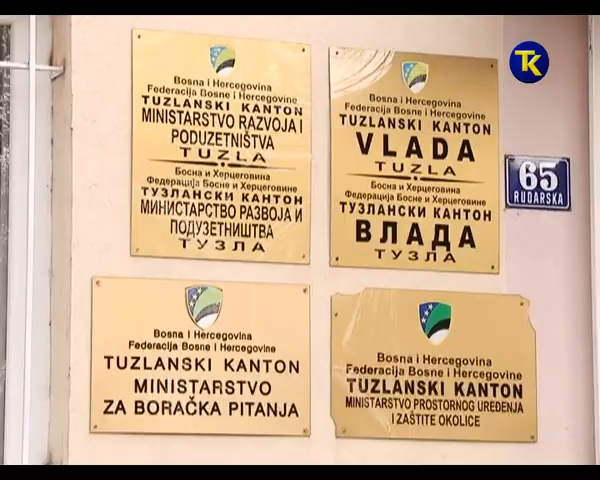 Bosna i Hercegovina
Federacija Bosne i Hercegovine
TUZLANSKI KANTON
MINISTARSTVO RAZVOJA I
PODUZETNIŠTVA
TUZLA
Босна и Херцеговина
Федерација Босне и Херцеговине
ТУЗЛАНСКИ КАНТОН
МИНИСТАРСТВО РАЗВОЈА И
ПОДУЗЕТНИШТВА
ТУЗЛА
Bosna i Hercegovina
Federacija Bosne i Hercegovine
TUZLANSKI KANTON
VLADA
TUZLA
Босна и Херцеговина
Федерација Босне и Херцеговине
ТУЗЛАНСКИ КАНТОН
ВЛАДА
ТУЗЛА
TK
65
RUDARSKA
Bosna i Hercegovina
Federacija Bosne i Hercegovine
TUZLANSKI KANTON
MINISTARSTVO
ZA BORAČKA PITANJA
Bosna i Hercegovina
Federacija Bosne i Hercegovine
TUZLANSKI KANTON
MINISTARSTVO PROSTORNOG UREĐENJA
I ZAŠTITE OKOLICE